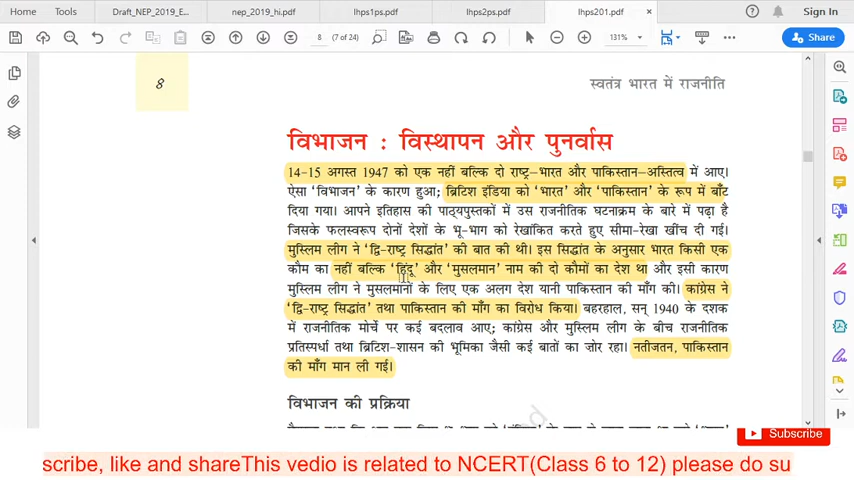 Home Tools Draft_NEP_2019_E... nep_2019_hi.pdf lhps1ps.pdf lhps2ps.pdf lhps201.pdf × Sign In
8 (7 of 24) 131% Share
8
स्वतंत्र भारत में राजनीति
विभाजन : विस्थापन और पुनर्वास
14-15 अगस्त 1947 को एक नहीं बल्कि दो राष्ट्र–भारत और पाकिस्तान–अस्तित्व में आए।
ऐसा ‘विभाजन’ के कारण हुआ; ब्रिटिश इंडिया को ‘भारत’ और ‘पाकिस्तान’ के रूप में बाँट
दिया गया। आपने इतिहास की पाठ्यपुस्तकों में उस राजनीतिक घटनाक्रम के बारे में पढ़ा है
जिसके फलस्वरूप दोनों देशों के भू-भाग को रेखांकित करते हुए सीमा-रेखा खींच दी गई।
मुस्लिम लीग ने ‘द्वि-राष्ट्र सिद्धांत’ की बात की थी। इस सिद्धांत के अनुसार भारत किसी एक
कौम का नहीं बल्कि ‘हिंदू’ और ‘मुसलमान’ नाम की दो कौमों का देश था और इसी कारण
मुस्लिम लीग ने मुसलमानों के लिए एक अलग देश यानी पाकिस्तान की माँग की। कांग्रेस ने
‘द्वि-राष्ट्र सिद्धांत’ तथा पाकिस्तान की माँग का विरोध किया। बहरहाल, सन् 1940 के दशक
में राजनीतिक मोर्चे पर कई बदलाव आए; कांग्रेस और मुस्लिम लीग के बीच राजनीतिक
प्रतिस्पर्धा तथा ब्रिटिश-शासन की भूमिका जैसी कई बातों का ज़ोर रहा। नतीजतन, पाकिस्तान
की माँग मान ली गई।
विभाजन की प्रक्रिया
Subscribe
scribe, like and shareThis vedio is related to NCERT(Class 6 to 12) please do su